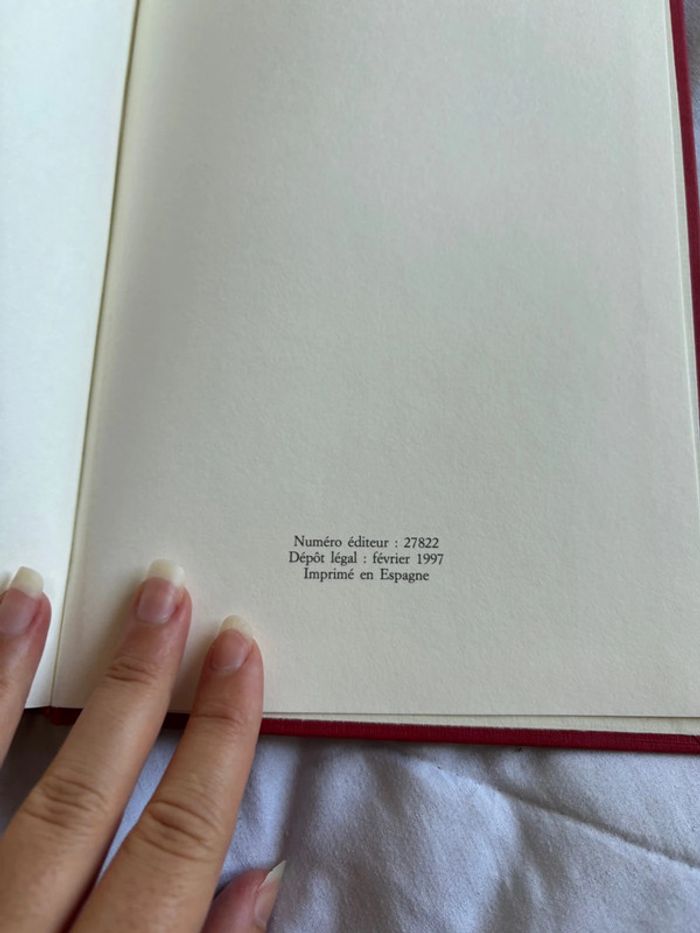 Numéro éditeur : 27822
Dépôt légal : février 1997
Imprimé en Espagne